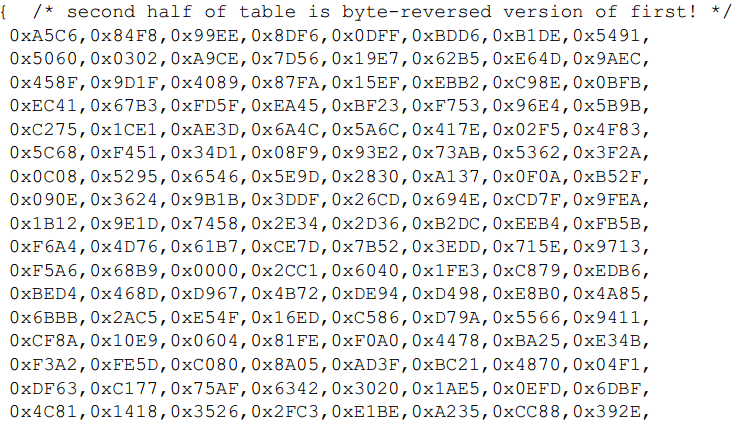 {  /* second half of table is byte-reversed version of first! */
0xA5C6,0x84F8,0x99EE,0x8DF6,0x0DFF,0xBDD6,0xB1DE,0x5491,
0x5060,0x0302,0xA9CE,0x7D56,0x19E7,0x62B5,0xE64D,0x9AEC,
0x458F,0x9D1F,0x4089,0x87FA,0x15EF,0xEBB2,0xC98E,0x0BFB,
0xEC41,0x67B3,0xFD5F,0xEA45,0xBF23,0xF753,0x96E4,0x5B9B,
0xC275,0x1CE1,0xAE3D,0x6A4C,0x5A6C,0x417E,0x02F5,0x4F83,
0x5C68,0xF451,0x34D1,0x08F9,0x93E2,0x73AB,0x5362,0x3F2A,
0x0C08,0x5295,0x6546,0x5E9D,0x2830,0xA137,0x0F0A,0xB52F,
0x090E,0x3624,0x9B1B,0x3DDF,0x26CD,0x694E,0xCD7F,0x9FEA,
0x1B12,0x9E1D,0x7458,0x2E34,0x2D36,0xB2DC,0xEEB4,0xFB5B,
0xF6A4,0x4D76,0x61B7,0xCE7D,0x7B52,0x3EDD,0x715E,0x9713,
0xF5A6,0x68B9,0x0000,0x2CC1,0x6040,0x1FE3,0xC879,0xEDB6,
0xBED4,0x468D,0xD967,0x4B72,0xDE94,0xD498,0xE8B0,0x4A85,
0x6BBB,0x2AC5,0xE54F,0x16ED,0xC586,0xD79A,0x5566,0x9411,
0xCF8A,0x10E9,0x0604,0x81FE,0xF0A0,0x4478,0xBA25,0xE34B,
0xF3A2,0xFE5D,0xC080,0x8A05,0xAD3F,0xBC21,0x4870,0x04F1,
0xDF63,0xC177,0x75AF,0x6342,0x3020,0x1AE5,0x0EFD,0x6DBF,
0x4C81,0x1418,0x3526,0x2FC3,0xE1BE,0xA235,0xCC88,0x392E,